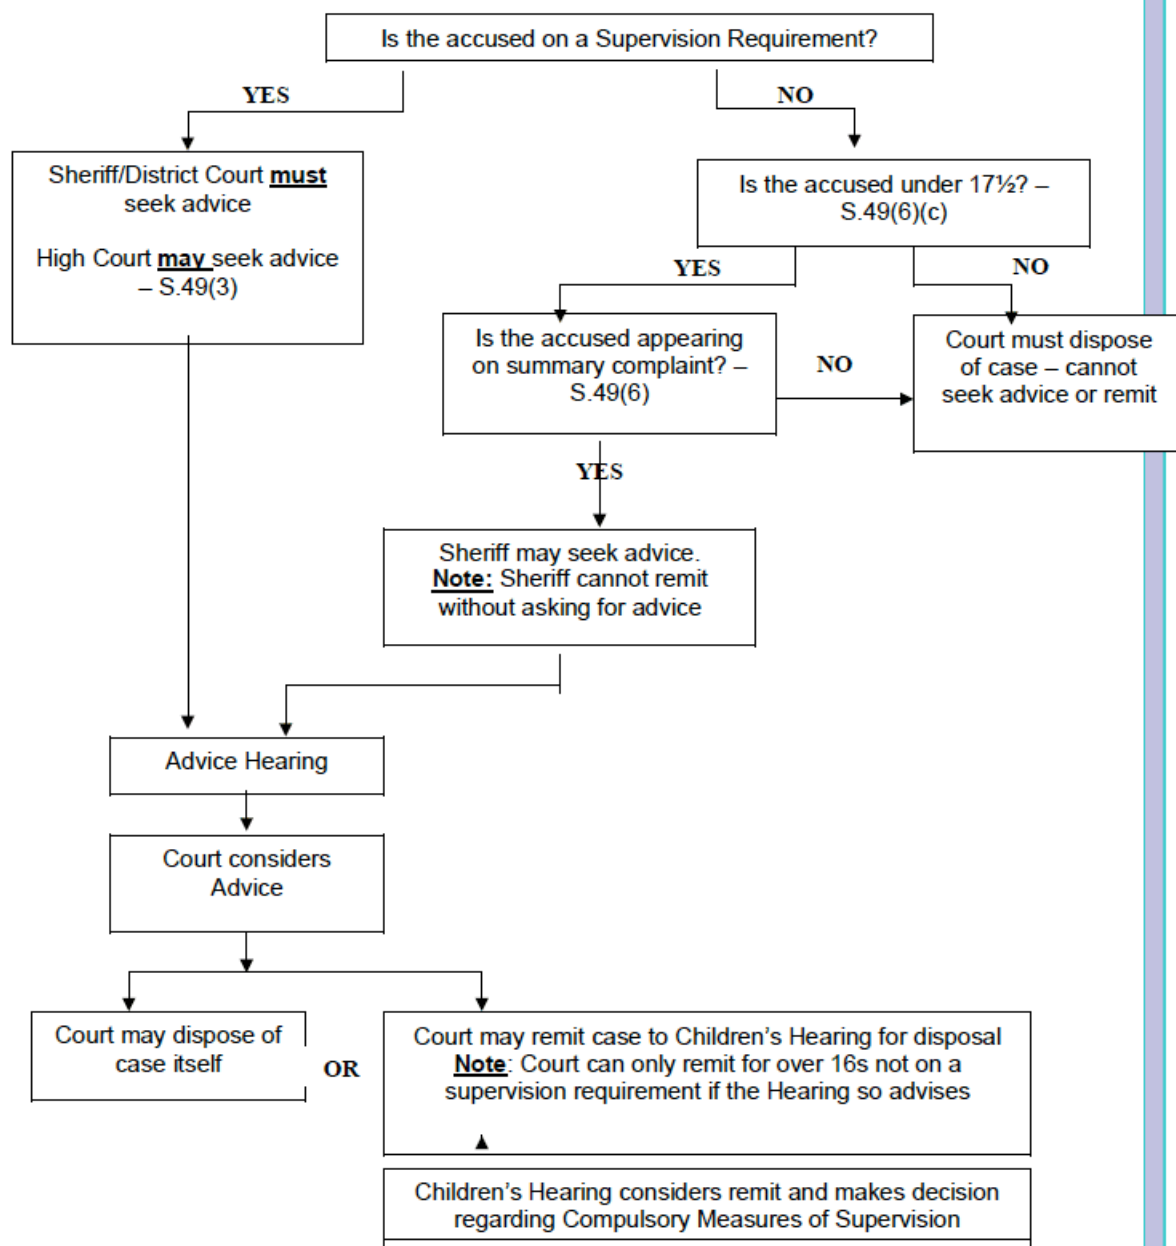 Is the accused on a Supervision Requirement?
YES
NO
Sheriff/District Court must
seek advice
High Court may seek advice
– S.49(3)
Is the accused under 17½? –
S.49(6)(c)
YES
NO
Is the accused appearing
on summary complaint? –
S.49(6)
NO
Court must dispose
of case – cannot
seek advice or remit
YES
Sheriff may seek advice.
Note: Sheriff cannot remit
without asking for advice
Advice Hearing
Court considers
Advice
Court may dispose of
case itself
OR
Court may remit case to Children's Hearing for disposal
Note: Court can only remit for over 16s not on a
supervision requirement if the Hearing so advises
Children's Hearing considers remit and makes decision
regarding Compulsory Measures of Supervision